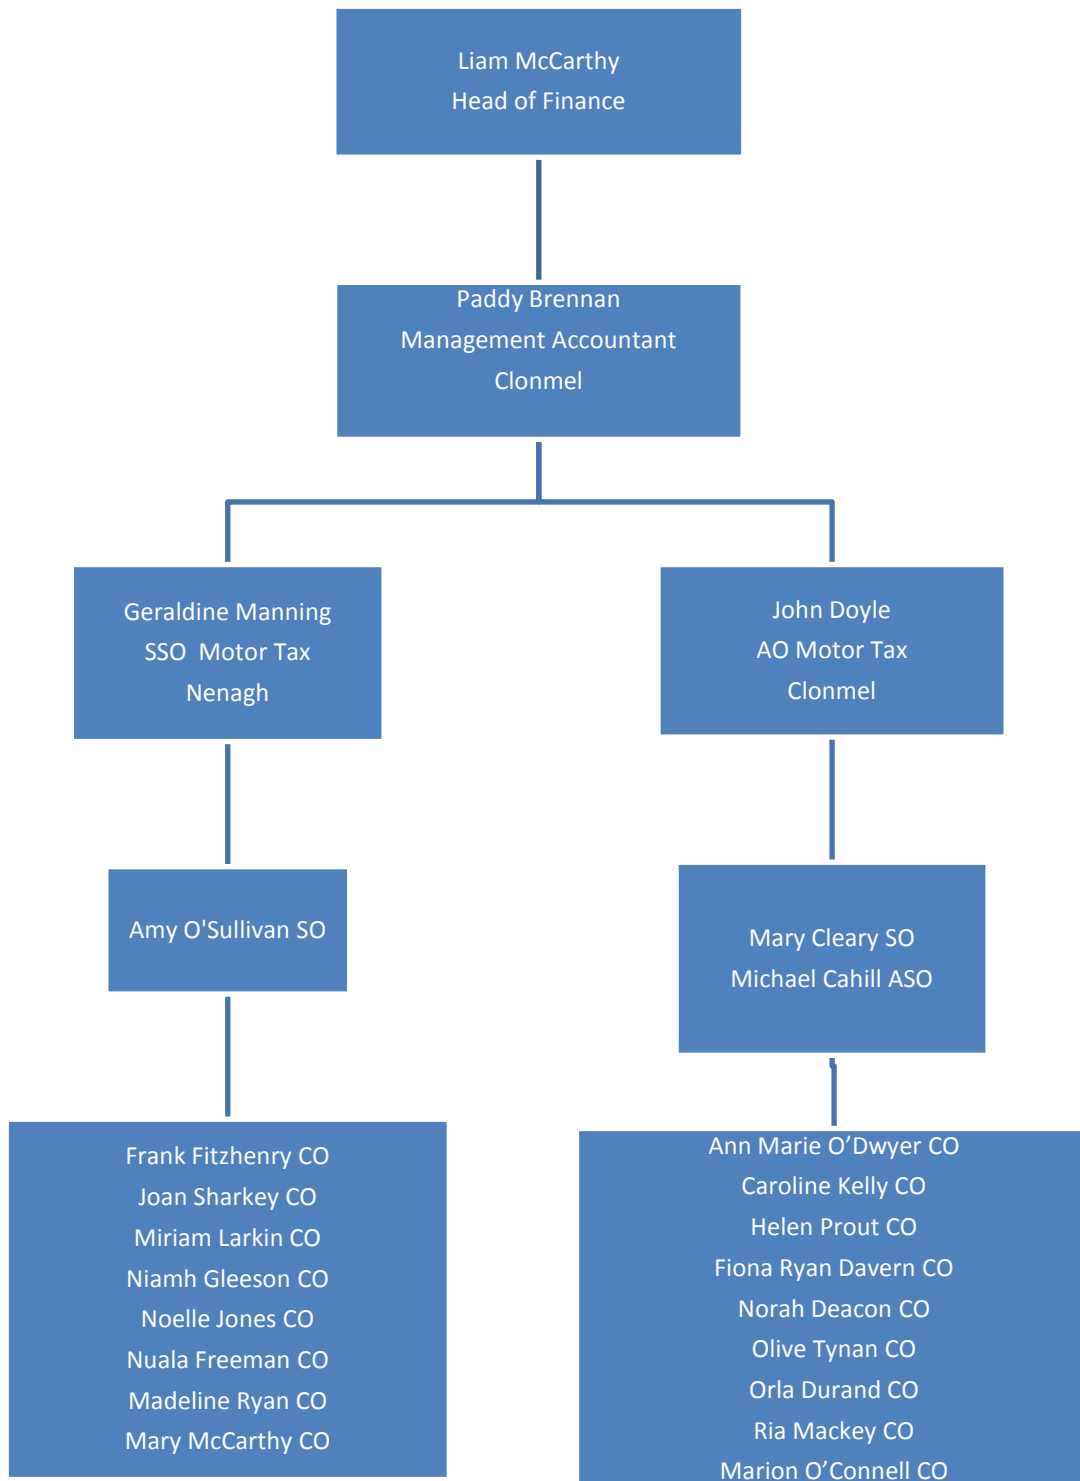 Liam McCarthy
Head of Finance
Paddy Brennan
Management Accountant
Clonmel
Geraldine Manning
SSO  Motor Tax
Nenagh
John Doyle
AO Motor Tax
Clonmel
Amy O'Sullivan SO
Mary Cleary SO
Michael Cahill ASO
Frank Fitzhenry CO
Joan Sharkey CO
Miriam Larkin CO
Niamh Gleeson CO
Noelle Jones CO
Nuala Freeman CO
Madeline Ryan CO
Mary McCarthy CO
Ann Marie O’Dwyer CO
Caroline Kelly CO
Helen Prout CO
Fiona Ryan Davern CO
Norah Deacon CO
Olive Tynan CO
Orla Durand CO
Ria Mackey CO
Marion O’Connell CO